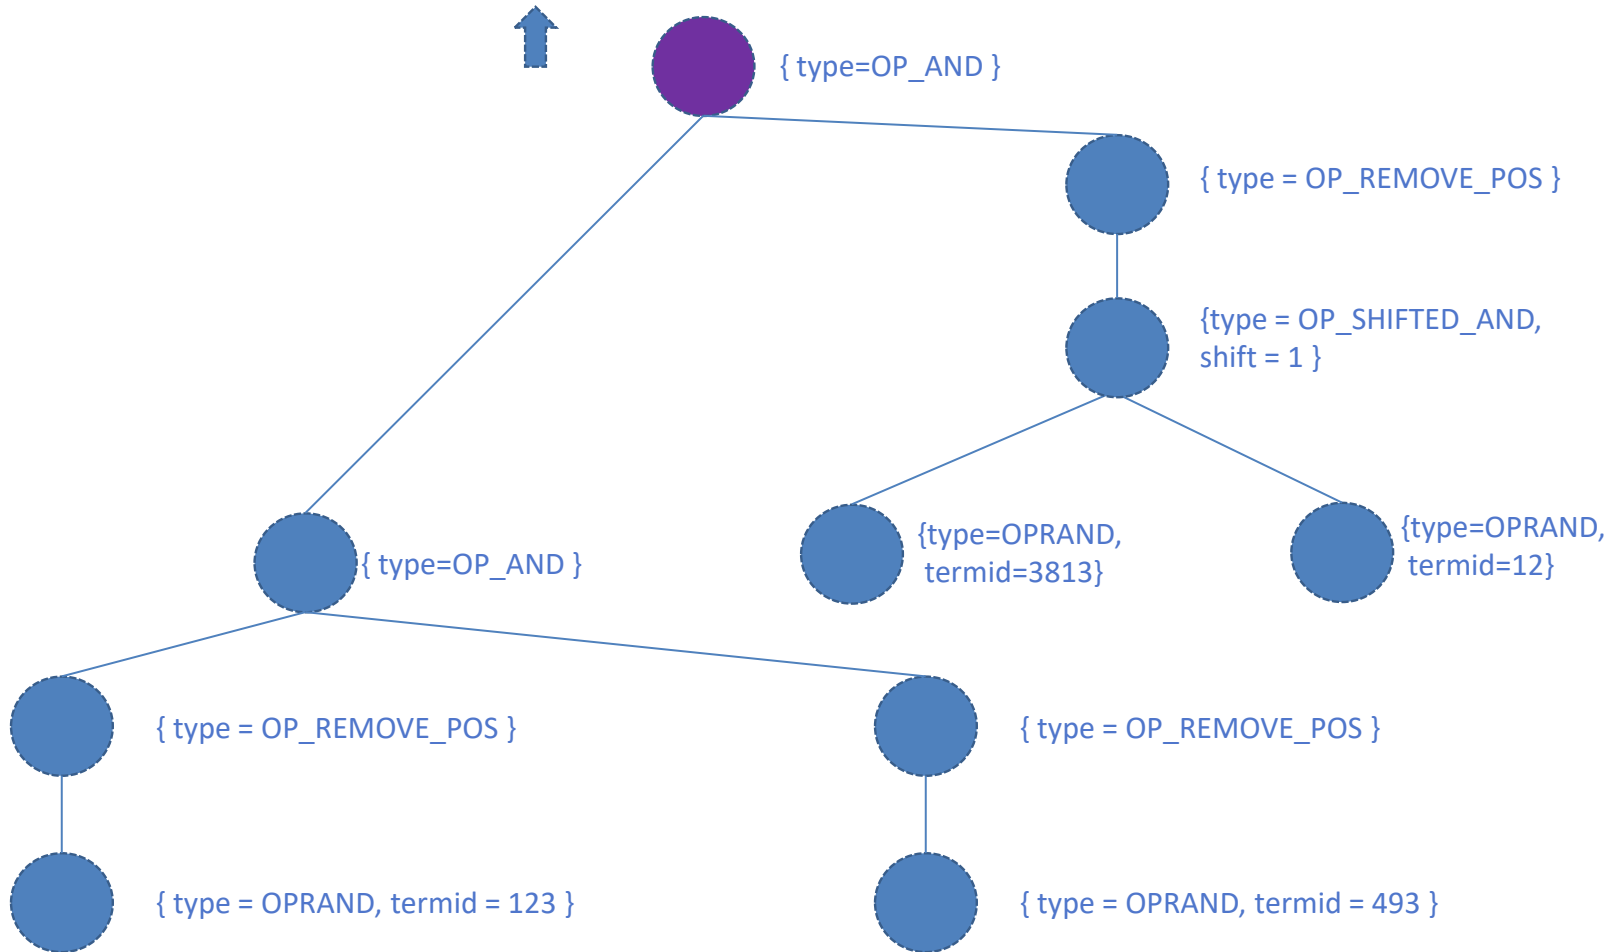 { type=OP_AND }
{ type = OP_REMOVE_POS }
{type = OP_SHIFTED_AND,
shift = 1 }
{type=OPRAND,
termid=3813}
{type=OPRAND,
termid=12}
{ type=OP_AND }
{ type = OP_REMOVE_POS }
{ type = OP_REMOVE_POS }
{ type = OPRAND, termid = 123 }
{ type = OPRAND, termid = 493 }